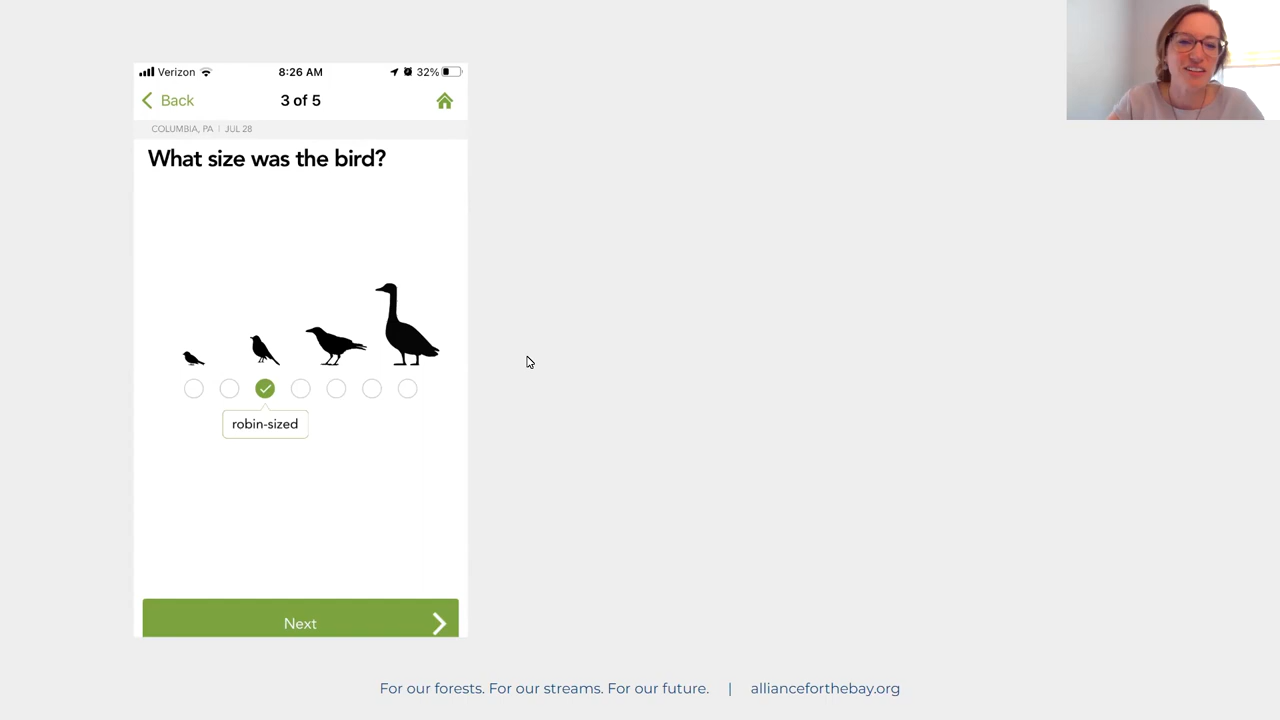 Verizon 8:26 AM 32%
Back 3 of 5
COLUMBIA, PA | JUL 28
What size was the bird?
robin-sized
Next
For our forests. For our streams. For our future. | allianceforthebay.org